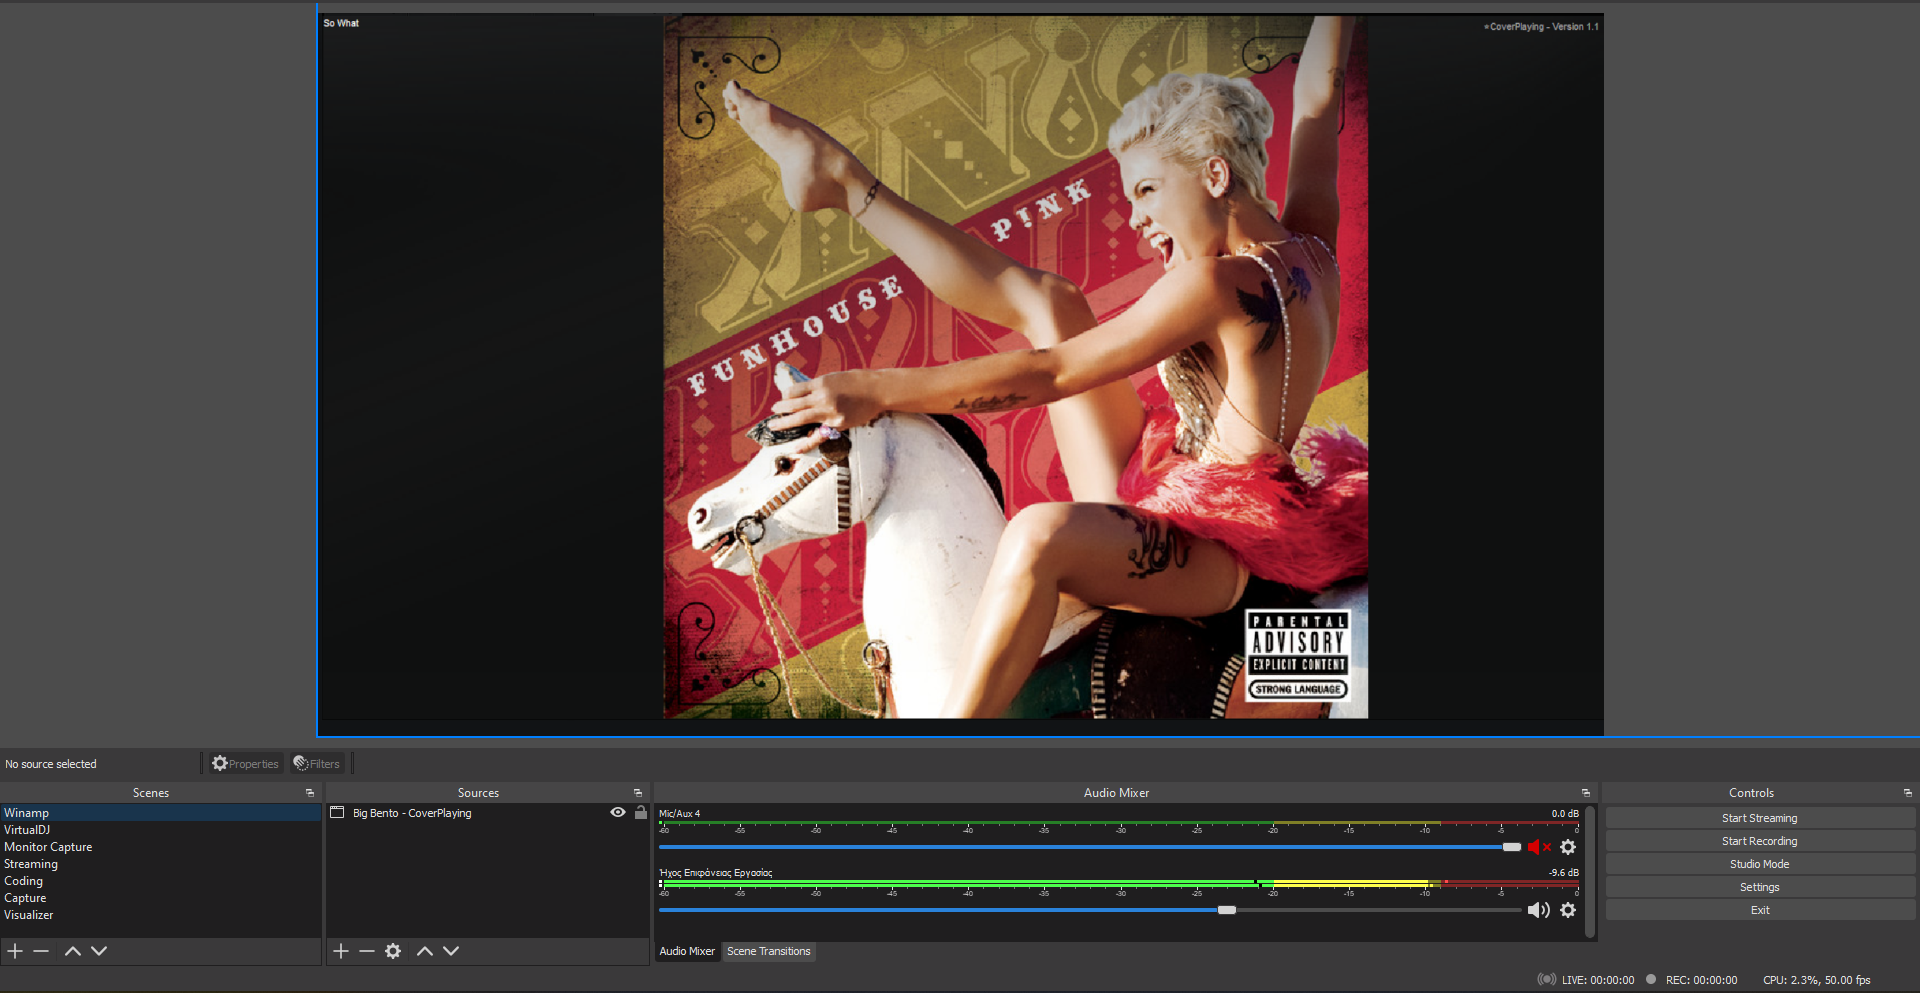 So What
CoverPlaying - Version 1.1
P!NK
FUNHOUSE
PARENTAL
ADVISORY
EXPLICIT CONTENT
STRONG LANGUAGE
No source selected
Properties
Filters
Scenes
Sources
Audio Mixer
Controls
Winamp
VirtualDJ
Monitor Capture
Streaming
Coding
Capture
Visualizer
Big Bento - CoverPlaying
Mic/Aux 4
0.0 dB
-60 -55 -50 -45 -40 -35 -30 -25 -20 -15 -10 -5 0
Ήχος Επιφάνειας Εργασίας
-9.6 dB
-60 -55 -50 -45 -40 -35 -30 -25 -20 -15 -10 -5 0
Start Streaming
Start Recording
Studio Mode
Settings
Exit
Audio Mixer
Scene Transitions
LIVE: 00:00:00
REC: 00:00:00
CPU: 2.3%, 50.00 fps